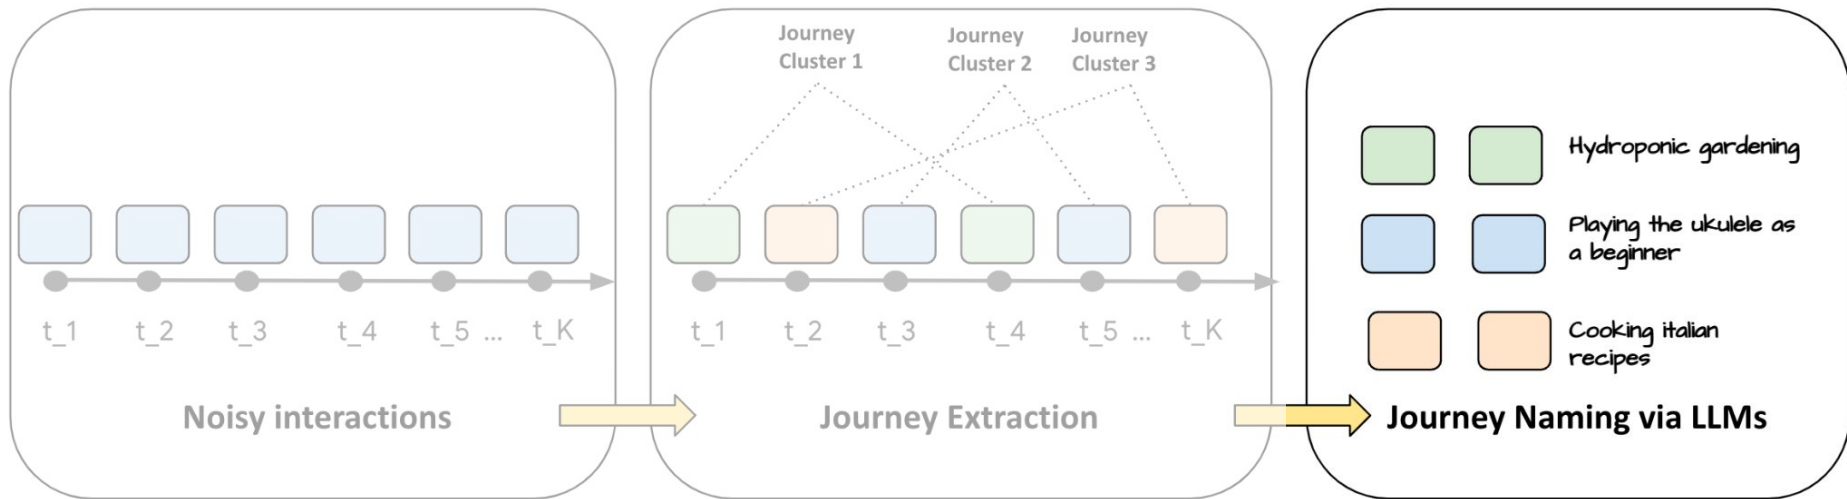 Noisy interactions
t_1
t_2
t_3
t_4
t_5 ...
t_K
Journey
Cluster 1
Journey
Cluster 2
Journey
Cluster 3
t_1
t_2
t_3
t_4
t_5 ...
t_K
Journey Extraction
Hydroponic gardening
Playing the ukulele as
a beginner
Cooking italian
recipes
Journey Naming via LLMs